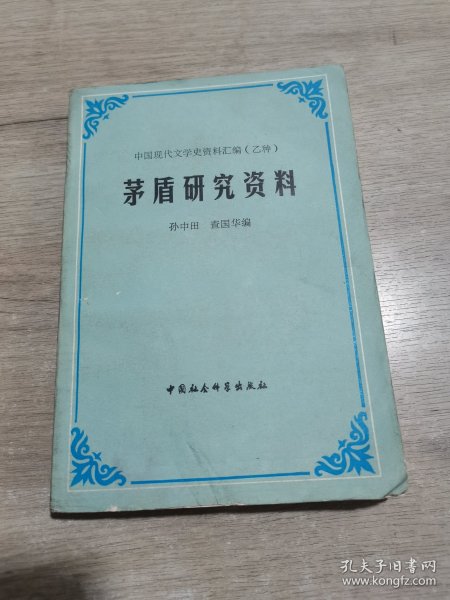 中国现代文学史资料汇编（乙种）
茅盾研究资料
孙中田 查国华编
中国社会科学出版社
孔夫子旧书网
www.kongfz.com